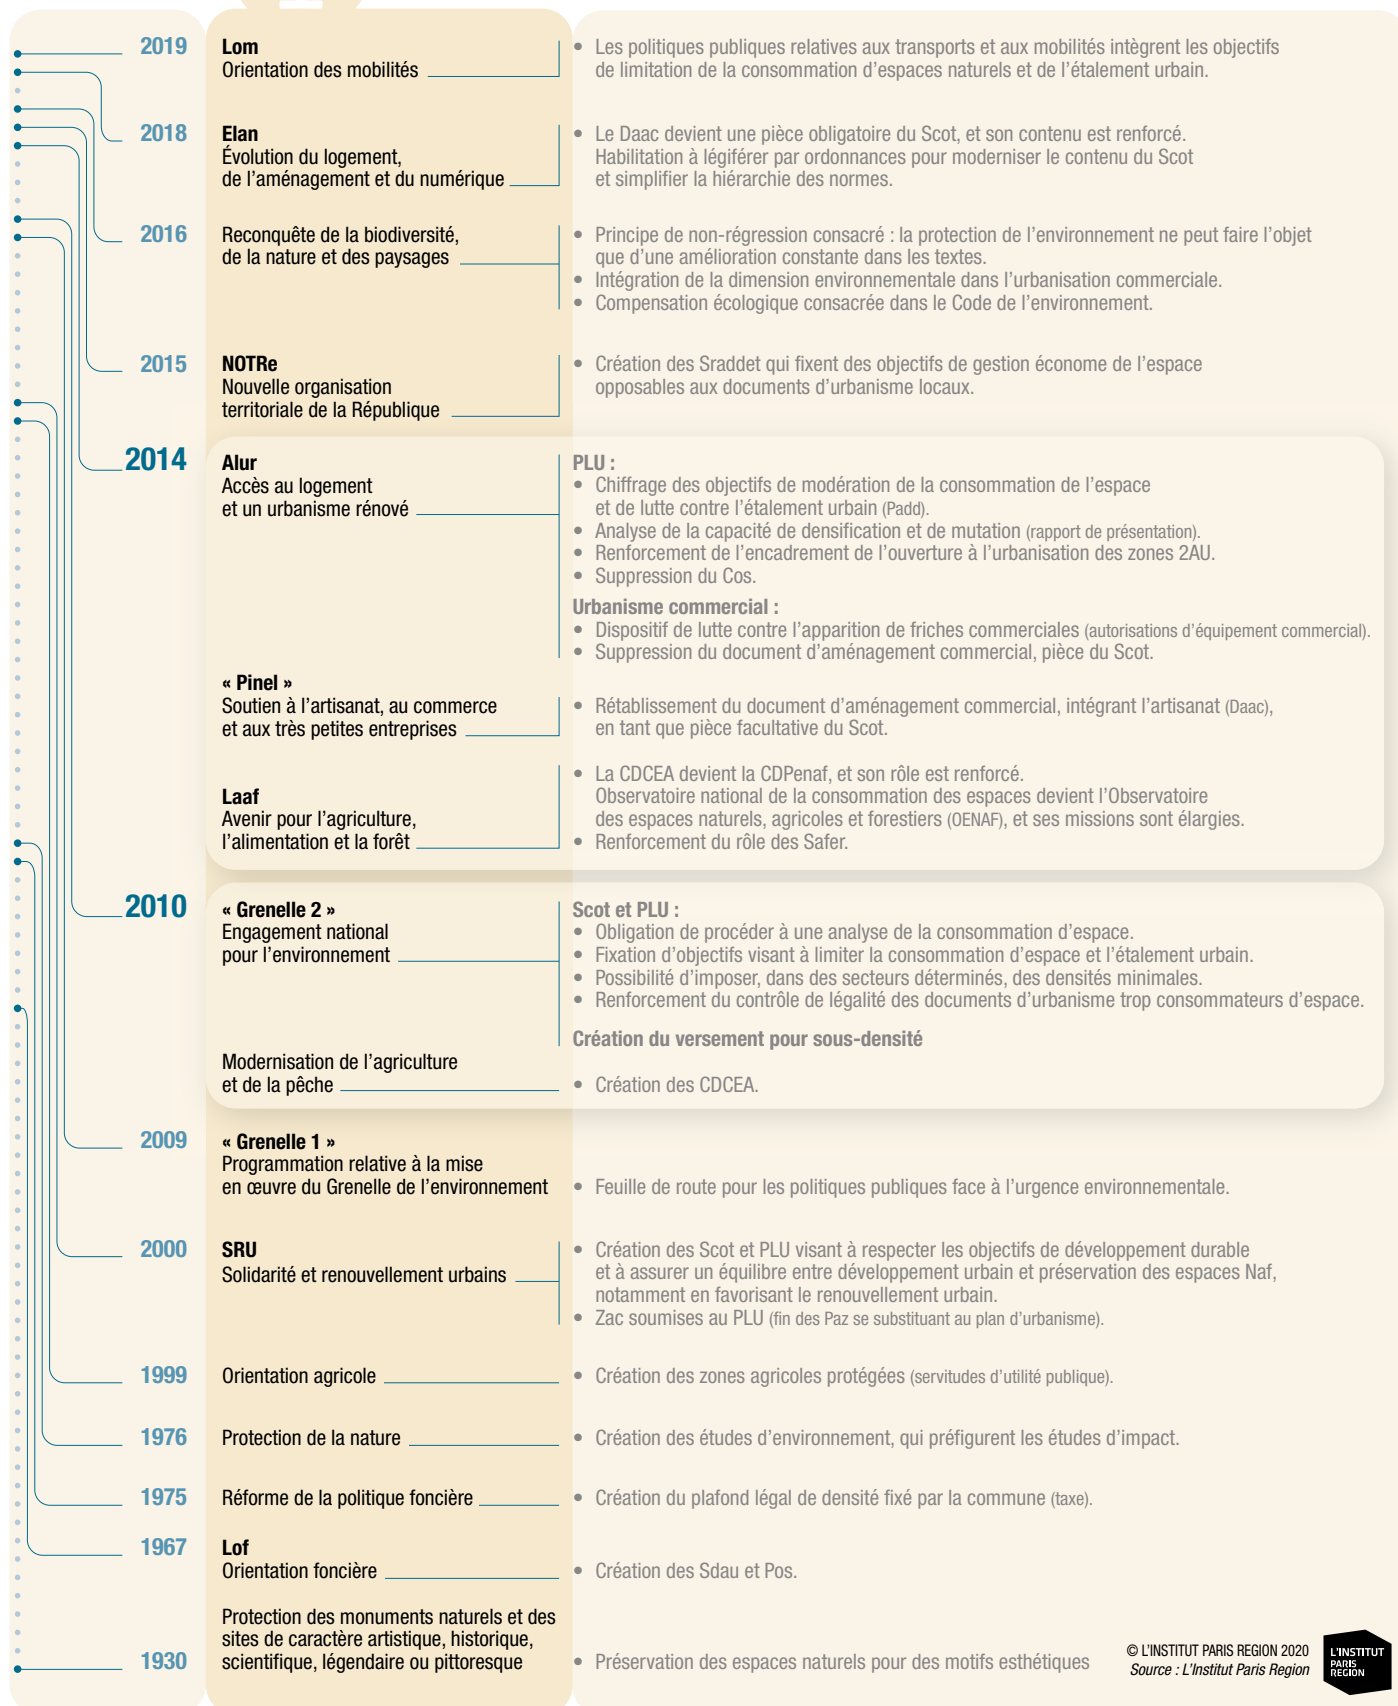 2019
Lom
Orientation des mobilités
• Les politiques publiques relatives aux transports et aux mobilités intègrent les objectifs
de limitation de la consommation d’espaces naturels et de l’étalement urbain.
2018
Elan
Évolution du logement,
de l’aménagement et du numérique
• Le Daac devient une pièce obligatoire du Scot, et son contenu est renforcé.
Habilitation à légiférer par ordonnances pour moderniser le contenu du Scot
et simplifier la hiérarchie des normes.
2016
Reconquête de la biodiversité,
de la nature et des paysages
• Principe de non-régression consacré : la protection de l’environnement ne peut faire l’objet
que d’une amélioration constante dans les textes.
• Intégration de la dimension environnementale dans l’urbanisation commerciale.
• Compensation écologique consacrée dans le Code de l’environnement.
2015
NOTRe
Nouvelle organisation
territoriale de la République
• Création des Sraddet qui fixent des objectifs de gestion économe de l’espace
opposables aux documents d’urbanisme locaux.
2014
Alur
Accès au logement
et un urbanisme rénové
PLU :
• Chiffrage des objectifs de modération de la consommation de l’espace
et de lutte contre l’étalement urbain (Padd).
• Analyse de la capacité de densification et de mutation (rapport de présentation).
• Renforcement de l’encadrement de l’ouverture à l’urbanisation des zones 2AU.
• Suppression du Cos.
Urbanisme commercial :
• Dispositif de lutte contre l’apparition de friches commerciales (autorisations d’équipement commercial).
• Suppression du document d’aménagement commercial, pièce du Scot.
« Pinel »
Soutien à l’artisanat, au commerce
et aux très petites entreprises
• Rétablissement du document d’aménagement commercial, intégrant l’artisanat (Daac),
en tant que pièce facultative du Scot.
Laaf
Avenir pour l’agriculture,
l’alimentation et la forêt
• La CDCEA devient la CDPenaf, et son rôle est renforcé.
Observatoire national de la consommation des espaces devient l’Observatoire
des espaces naturels, agricoles et forestiers (OENAF), et ses missions sont élargies.
• Renforcement du rôle des Safer.
2010
« Grenelle 2 »
Engagement national
pour l’environnement
Scot et PLU :
• Obligation de procéder à une analyse de la consommation d’espace.
• Fixation d’objectifs visant à limiter la consommation d’espace et l’étalement urbain.
• Possibilité d’imposer, dans des secteurs déterminés, des densités minimales.
• Renforcement du contrôle de légalité des documents d’urbanisme trop consommateurs d’espace.
Création du versement pour sous-densité
Modernisation de l’agriculture
et de la pêche
• Création des CDCEA.
2009
« Grenelle 1 »
Programmation relative à la mise
en œuvre du Grenelle de l’environnement
• Feuille de route pour les politiques publiques face à l’urgence environnementale.
2000
SRU
Solidarité et renouvellement urbains
• Création des Scot et PLU visant à respecter les objectifs de développement durable
et à assurer un équilibre entre développement urbain et préservation des espaces Naf,
notamment en favorisant le renouvellement urbain.
• Zac soumises au PLU (fin des Paz se substituant au plan d’urbanisme).
1999
Orientation agricole
• Création des zones agricoles protégées (servitudes d’utilité publique).
1976
Protection de la nature
• Création des études d’environnement, qui préfigurent les études d’impact.
1975
Réforme de la politique foncière
• Création du plafond légal de densité fixé par la commune (taxe).
1967
Lof
Orientation foncière
• Création des Sdau et Pos.
1930
Protection des monuments naturels et des
sites de caractère artistique, historique,
scientifique, légendaire ou pittoresque
• Préservation des espaces naturels pour des motifs esthétiques
© L’INSTITUT PARIS REGION 2020
Source : L’Institut Paris Region
L’INSTITUT
PARIS
REGION